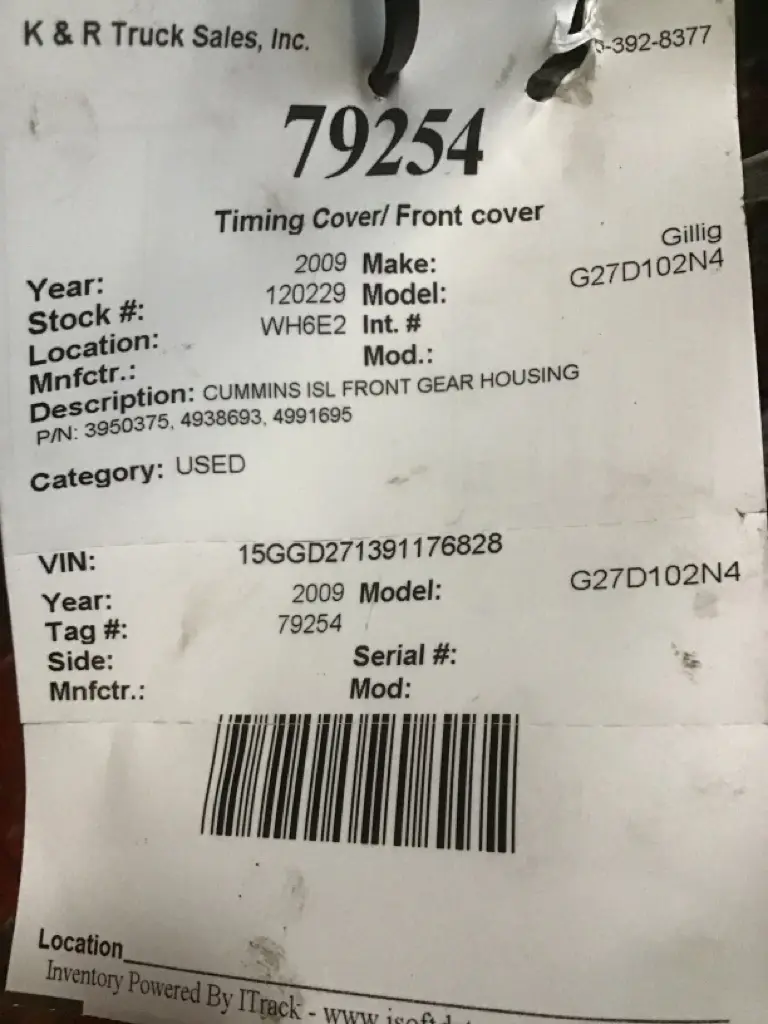 K & R Truck Sales, Inc. -392-8377
79254
Timing Cover/ Front cover
Year: 2009 Make: Gillig
Stock #: 120229 Model: G27D102N4
Location: WH6E2 Int. #
Mnfctr.: Mod.:
Description: CUMMINS ISL FRONT GEAR HOUSING
P/N: 3950375, 4938693, 4991695
Category: USED
VIN: 15GGD271391176828
Year: 2009 Model: G27D102N4
Tag #: 79254
Side: Serial #:
Mnfctr.: Mod:
Location
Inventory Powered By ITrack -